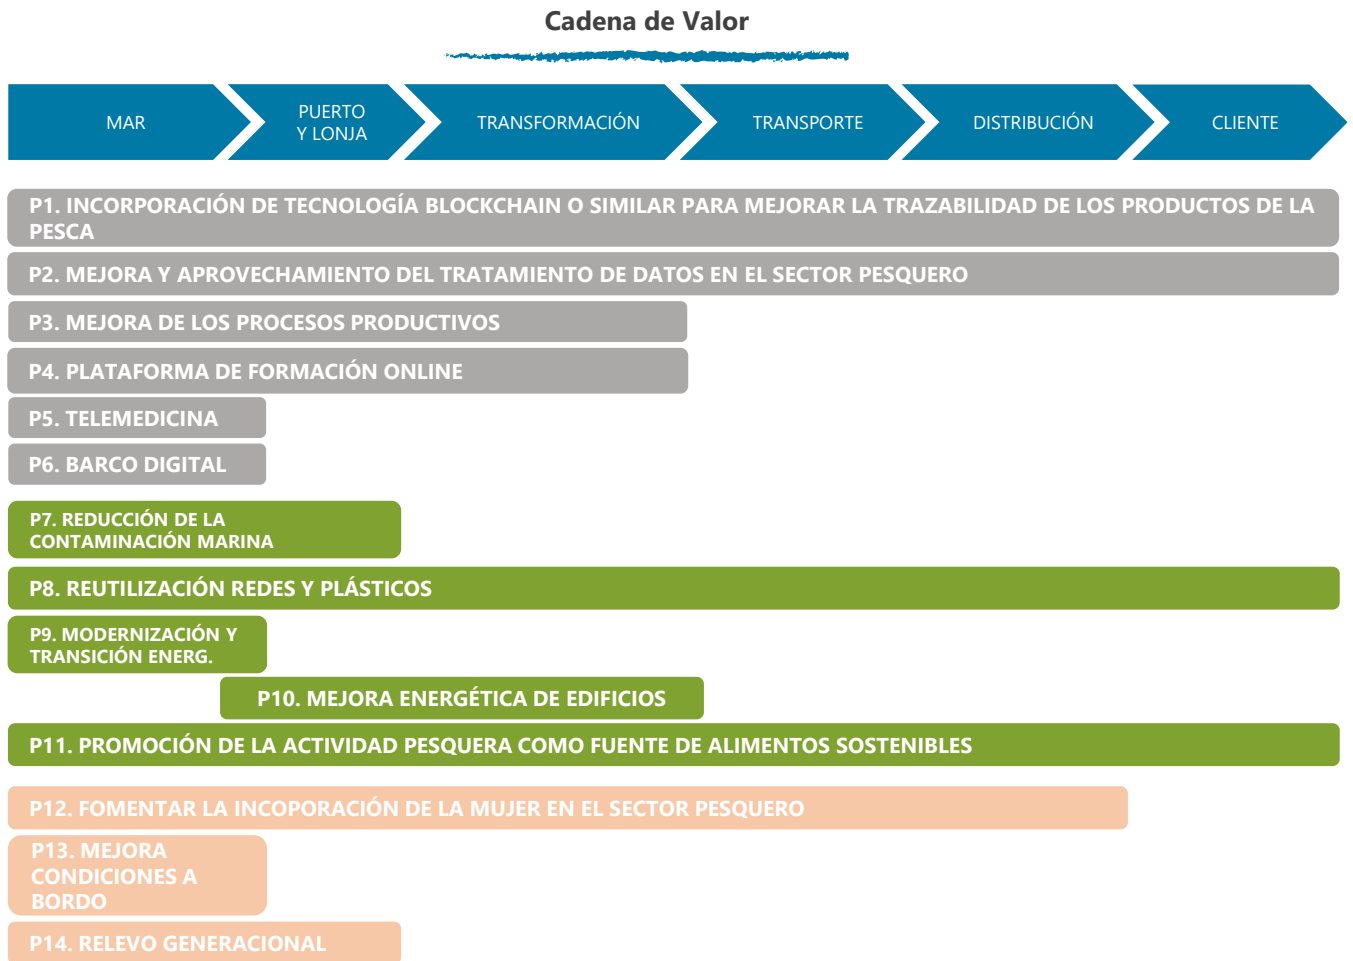 Cadena de Valor
MAR
PUERTO
Y LONJA
TRANSFORMACIÓN
TRANSPORTE
DISTRIBUCIÓN
CLIENTE
P1. INCORPORACIÓN DE TECNOLOGÍA BLOCKCHAIN O SIMILAR PARA MEJORAR LA TRAZABILIDAD DE LOS PRODUCTOS DE LA
PESCA
P2. MEJORA Y APROVECHAMIENTO DEL TRATAMIENTO DE DATOS EN EL SECTOR PESQUERO
P3. MEJORA DE LOS PROCESOS PRODUCTIVOS
P4. PLATAFORMA DE FORMACIÓN ONLINE
P5. TELEMEDICINA
P6. BARCO DIGITAL
P7. REDUCCIÓN DE LA
CONTAMINACIÓN MARINA
P8. REUTILIZACIÓN REDES Y PLÁSTICOS
P9. MODERNIZACIÓN Y
TRANSICIÓN ENERG.
P10. MEJORA ENERGÉTICA DE EDIFICIOS
P11. PROMOCIÓN DE LA ACTIVIDAD PESQUERA COMO FUENTE DE ALIMENTOS SOSTENIBLES
P12. FOMENTAR LA INCOPORACIÓN DE LA MUJER EN EL SECTOR PESQUERO
P13. MEJORA
CONDICIONES A
BORDO
P14. RELEVO GENERACIONAL